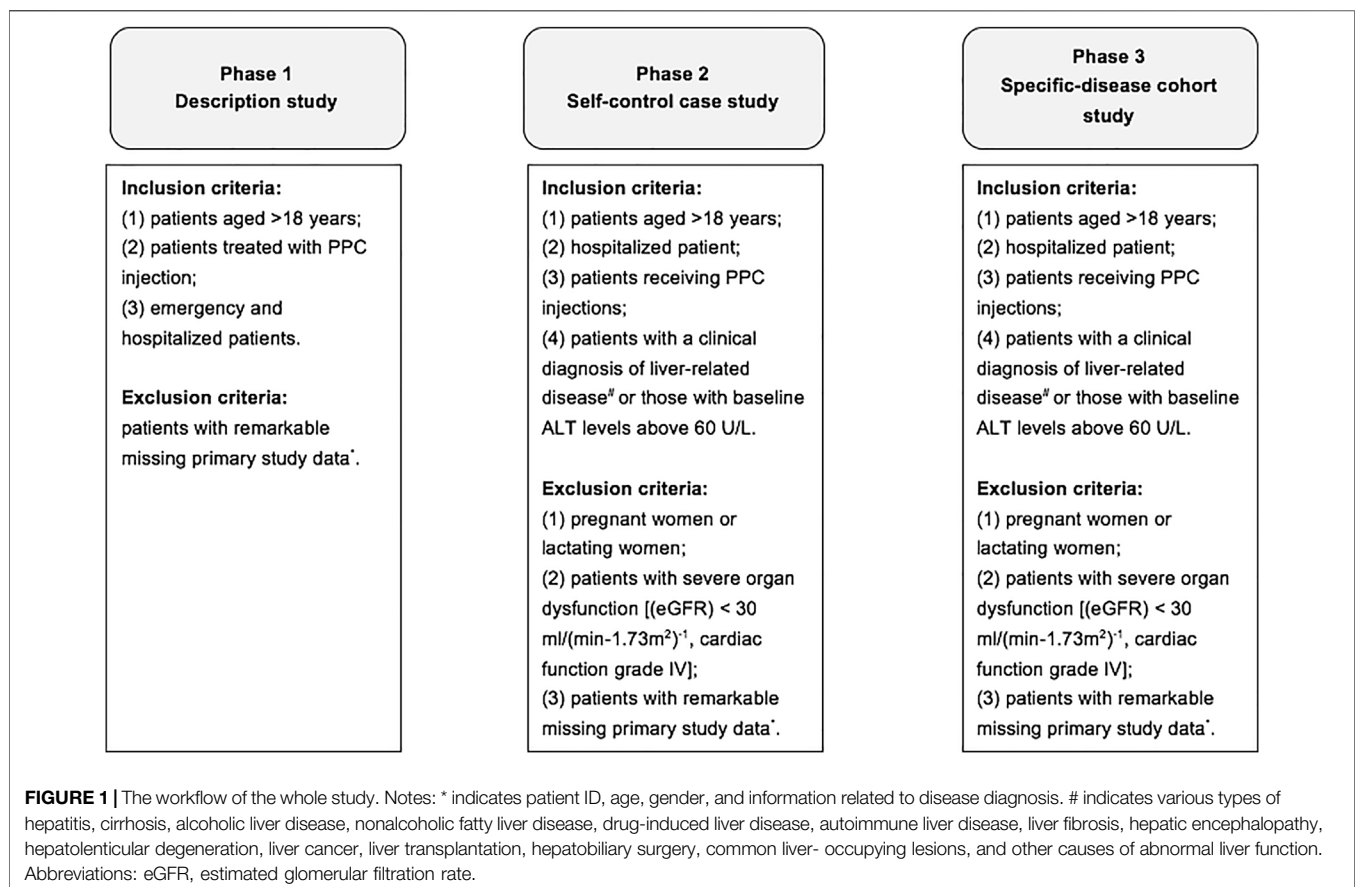 Phase 1
Description study
Inclusion criteria:
(1) patients aged >18 years;
(2) patients treated with PPC
injection;
(3) emergency and
hospitalized patients.
Exclusion criteria:
patients with remarkable
missing primary study data*.
Phase 2
Self-control case study
Inclusion criteria:
(1) patients aged >18 years;
(2) hospitalized patient;
(3) patients receiving PPC
injections;
(4) patients with a clinical
diagnosis of liver-related
disease# or those with baseline
ALT levels above 60 U/L.
Exclusion criteria:
(1) pregnant women or
lactating women;
(2) patients with severe organ
dysfunction [(eGFR) < 30
ml/(min-1.73m²)⁻¹, cardiac
function grade IV];
(3) patients with remarkable
missing primary study data*.
Phase 3
Specific-disease cohort
study
Inclusion criteria:
(1) patients aged >18 years;
(2) hospitalized patient;
(3) patients receiving PPC
injections;
(4) patients with a clinical
diagnosis of liver-related
disease# or those with baseline
ALT levels above 60 U/L.
Exclusion criteria:
(1) pregnant women or
lactating women;
(2) patients with severe organ
dysfunction [(eGFR) < 30
ml/(min-1.73m²)⁻¹, cardiac
function grade IV];
(3) patients with remarkable
missing primary study data*.
FIGURE 1 | The workflow of the whole study. Notes: * indicates patient ID, age, gender, and information related to disease diagnosis. # indicates various types of
hepatitis, cirrhosis, alcoholic liver disease, nonalcoholic fatty liver disease, drug-induced liver disease, autoimmune liver disease, liver fibrosis, hepatic encephalopathy,
hepatolenticular degeneration, liver cancer, liver transplantation, hepatobiliary surgery, common liver- occupying lesions, and other causes of abnormal liver function.
Abbreviations: eGFR, estimated glomerular filtration rate.